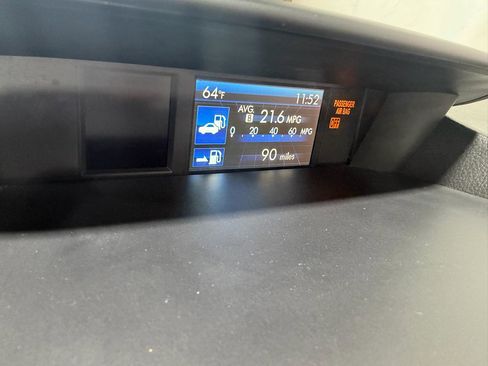 64°F 11:52
AVG.
B 21.6 MPG
0 20 40 60 MPG
90 miles
PASSENGER
AIR BAG
OFF